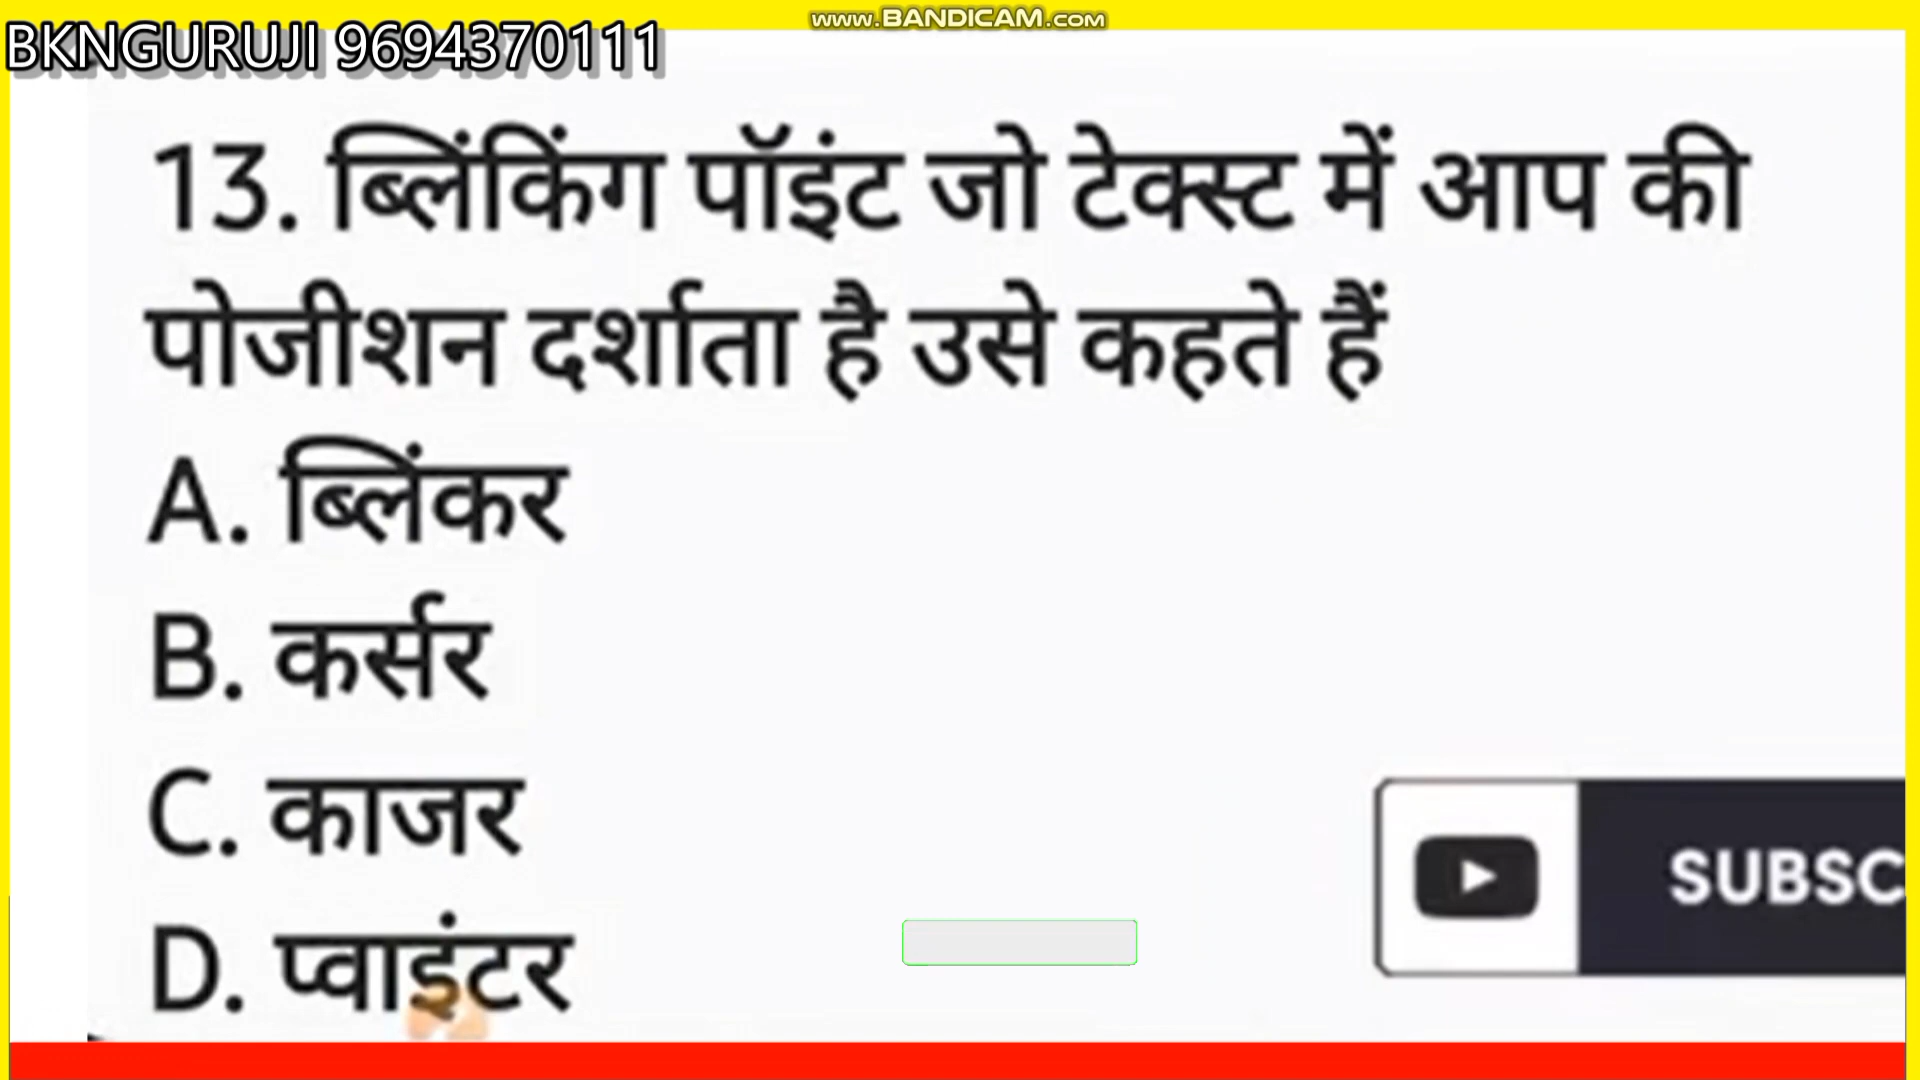 www.BANDICAM.com
BKNGURUJI 9694370111
13. ब्लिंकिंग पॉइंट जो टेक्स्ट में आप की
पोजीशन दर्शाता है उसे कहते हैं
A. ब्लिंकर
B. कर्सर
C. काजर
D. प्वाइंटर
SUBSC